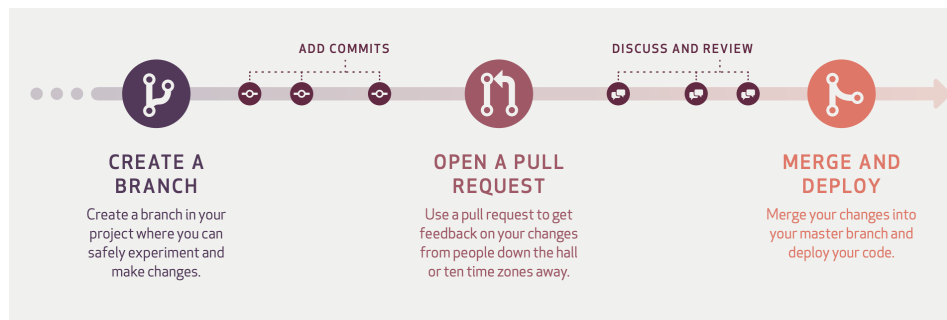 ADD COMMITS
DISCUSS AND REVIEW
CREATE A
BRANCH
Create a branch in your
project where you can
safely experiment and
make changes.
OPEN A PULL
REQUEST
Use a pull request to get
feedback on your changes
from people down the hall
or ten time zones away.
MERGE AND
DEPLOY
Merge your changes into
your master branch and
deploy your code.